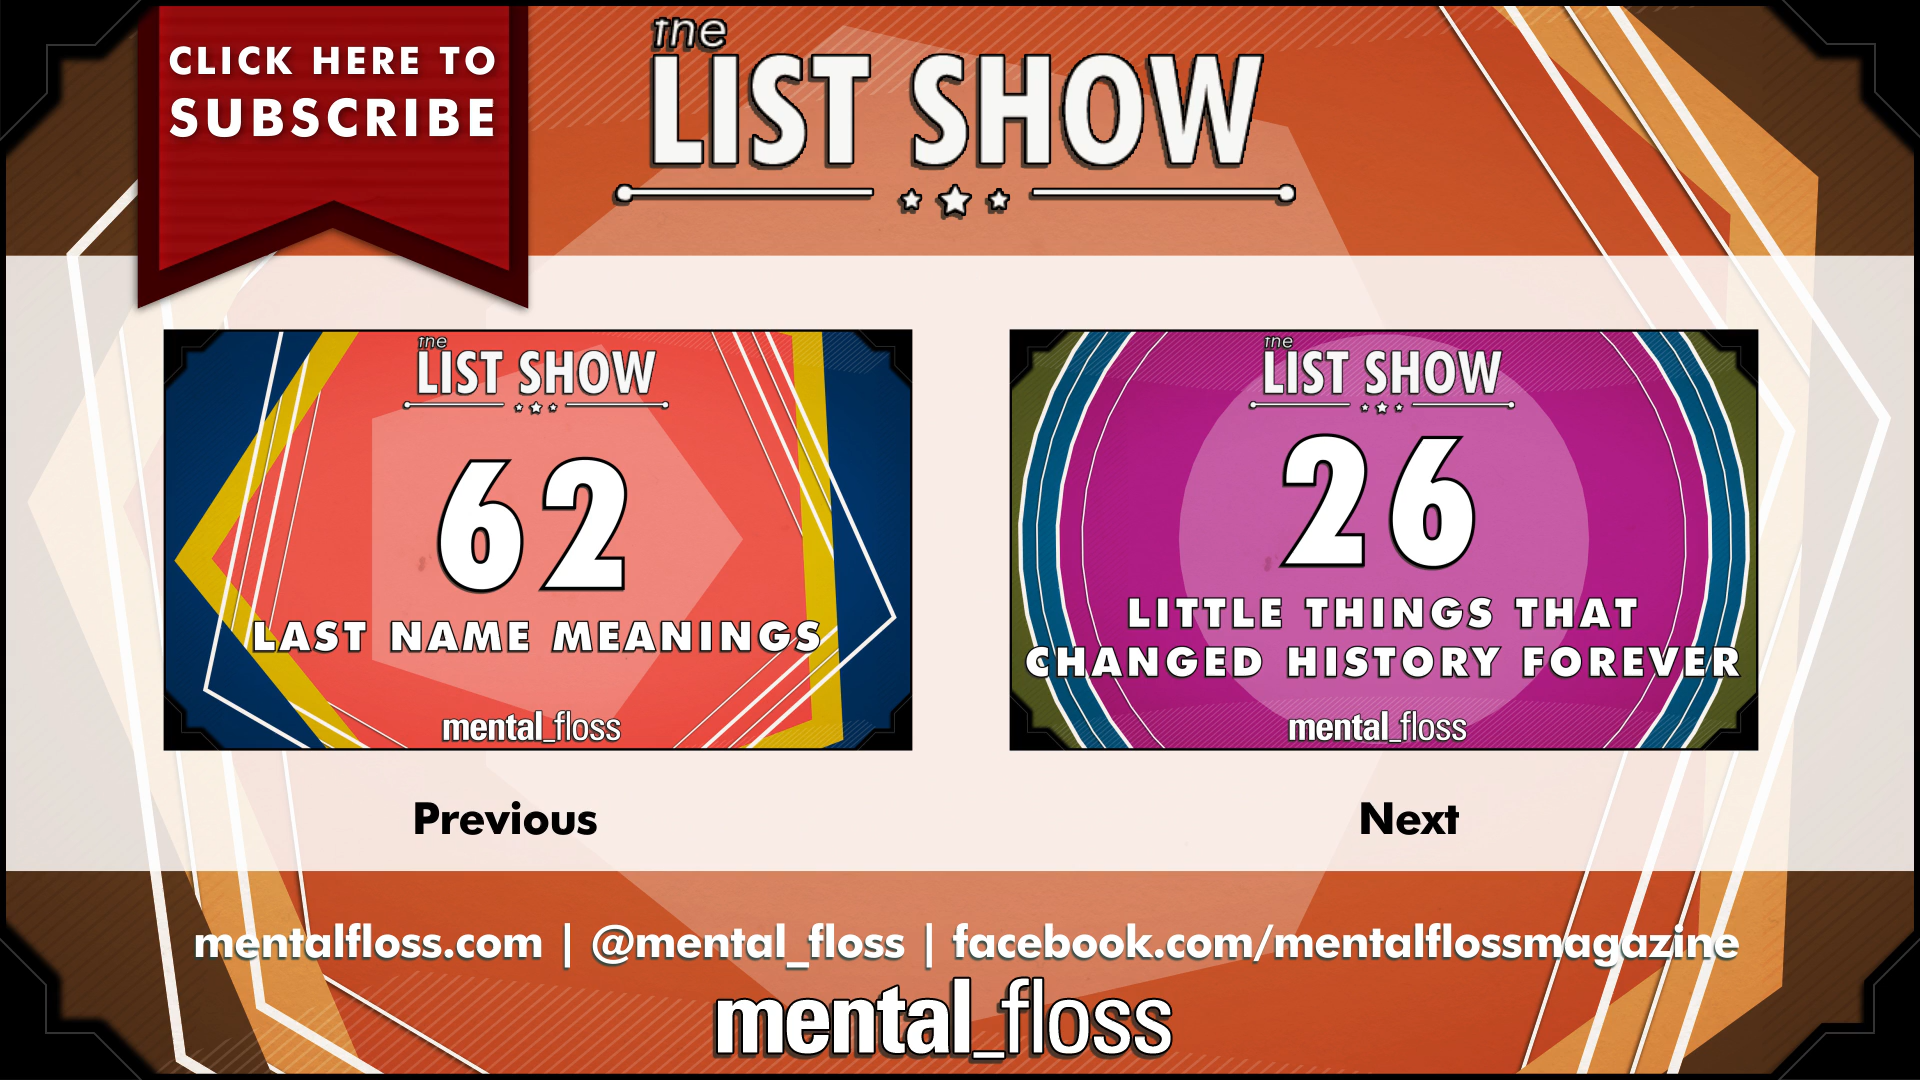 CLICK HERE TO
SUBSCRIBE
the
LIST SHOW
the
LIST SHOW
62
LAST NAME MEANINGS
mental_floss
the
LIST SHOW
26
LITTLE THINGS THAT
CHANGED HISTORY FOREVER
mental_floss
Previous
Next
mentalfloss.com | @mental_floss | facebook.com/mentalflossmagazine
mental_floss